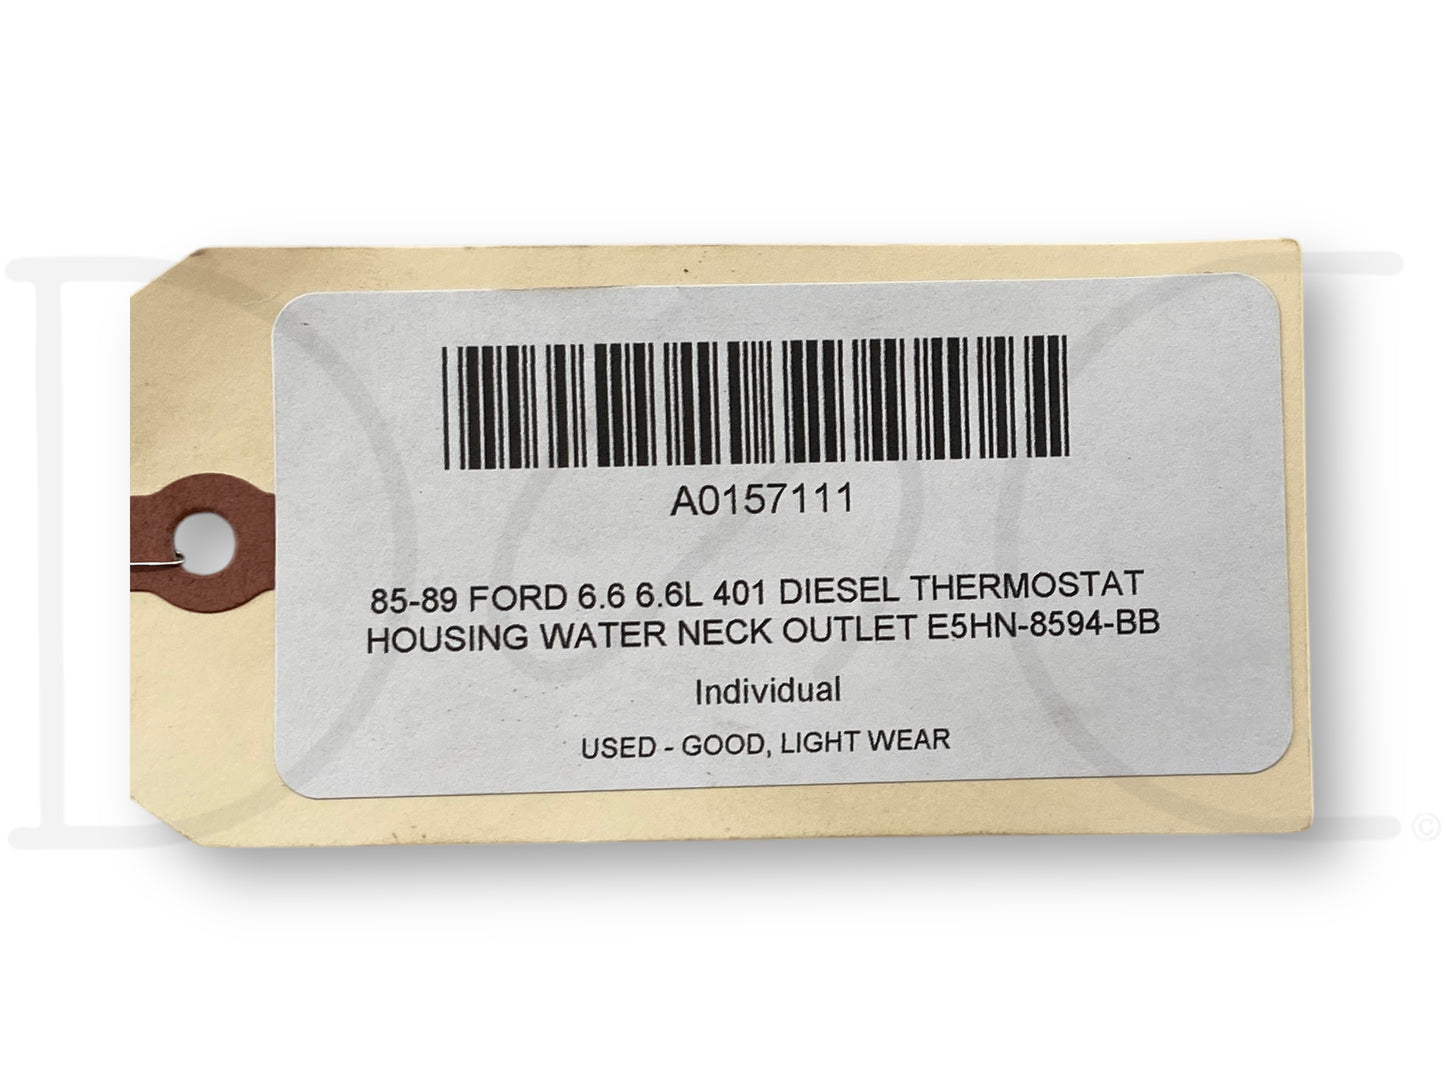 A0157111
85-89 FORD 6.6 6.6L 401 DIESEL THERMOSTAT
HOUSING WATER NECK OUTLET E5HN-8594-BB
Individual
USED - GOOD, LIGHT WEAR
©